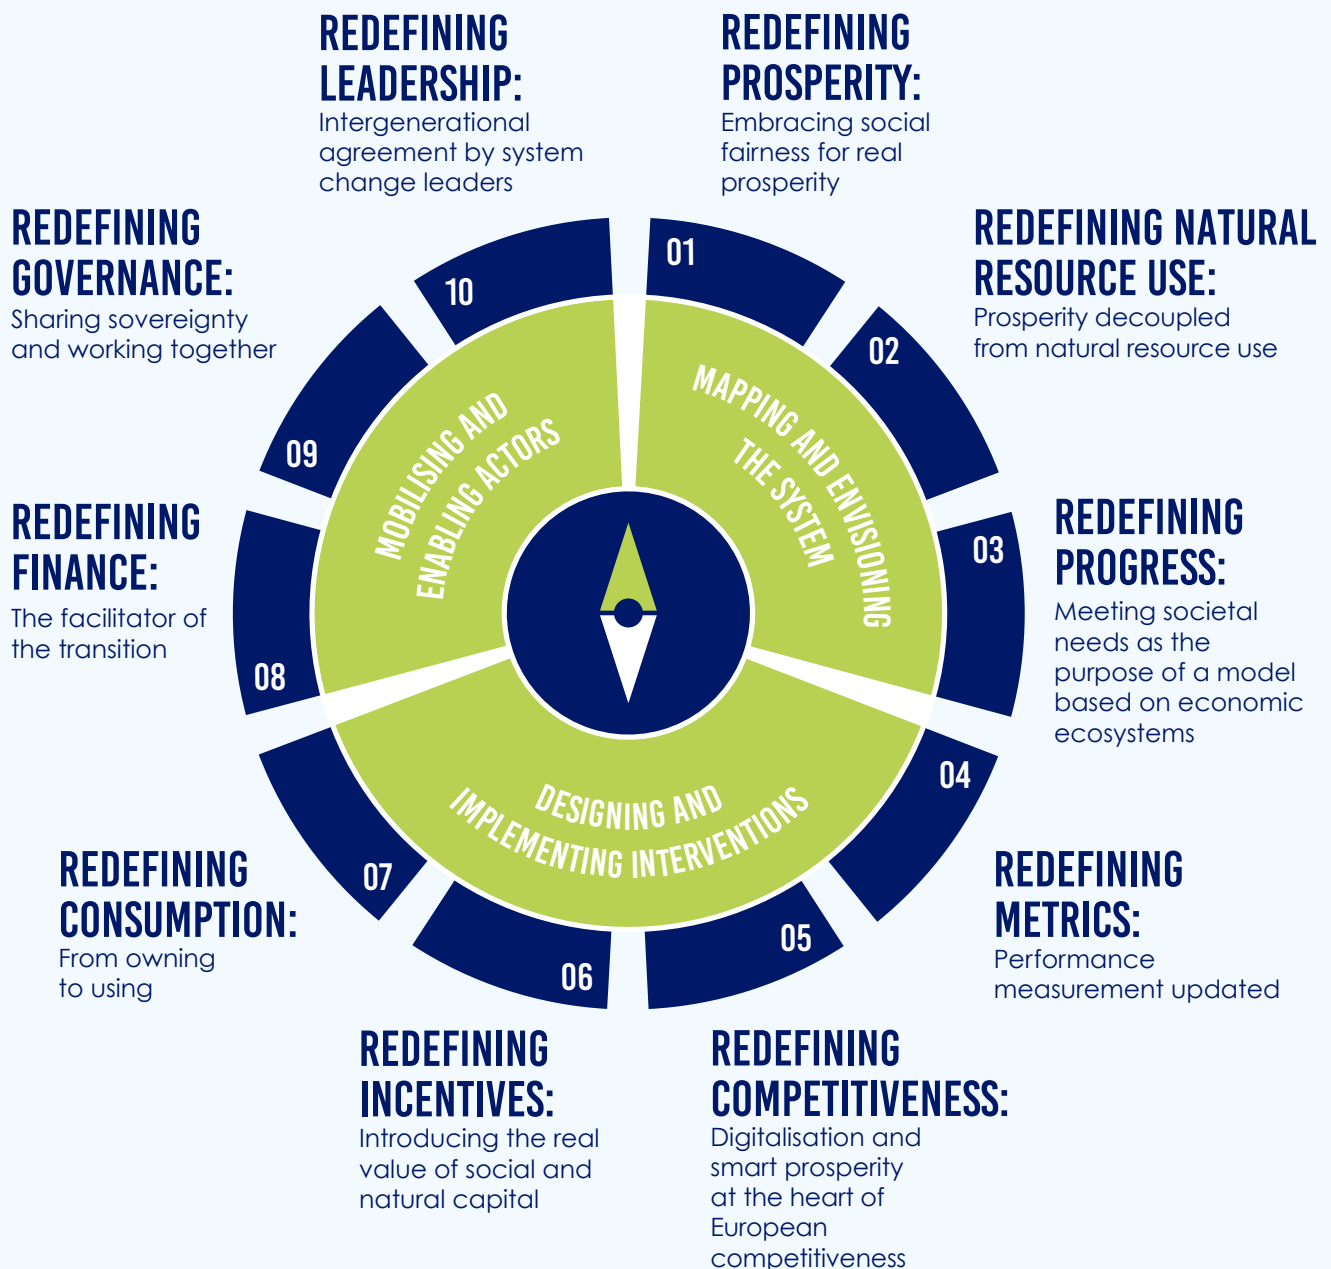 REDEFINING
PROSPERITY:
Embracing social
fairness for real
prosperity
01
REDEFINING NATURAL
RESOURCE USE:
Prosperity decoupled
from natural resource use
02
REDEFINING
PROGRESS:
Meeting societal
needs as the
purpose of a model
based on economic
ecosystems
03
REDEFINING
METRICS:
Performance
measurement updated
04
REDEFINING
COMPETITIVENESS:
Digitalisation and
smart prosperity
at the heart of
European
competitiveness
05
REDEFINING
INCENTIVES:
Introducing the real
value of social and
natural capital
06
REDEFINING
CONSUMPTION:
From owning
to using
07
REDEFINING
FINANCE:
The facilitator of
the transition
08
REDEFINING
GOVERNANCE:
Sharing sovereignty
and working together
09
REDEFINING
LEADERSHIP:
Intergenerational
agreement by system
change leaders
10
MAPPING AND ENVISIONING
THE SYSTEM
DESIGNING AND
IMPLEMENTING INTERVENTIONS
MOBILISING AND
ENABLING ACTORS